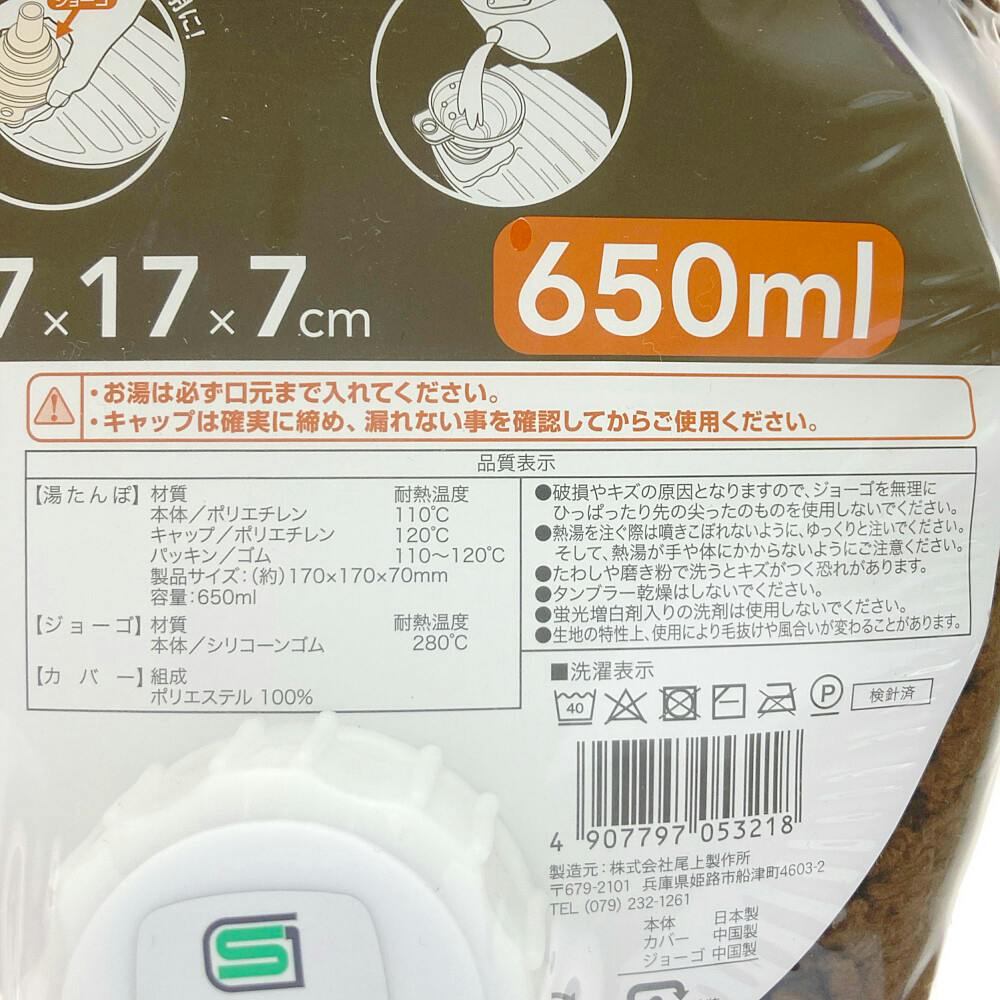 ジョーゴ
用に!
7×17×7cm
650ml
・お湯は必ず口元まで入れてください。
・キャップは確実に締め、漏れない事を確認してからご使用ください。
品質表示
【湯たんぽ】 材質 耐熱温度
本体/ポリエチレン 110℃
キャップ/ポリエチレン 120℃
パッキン/ゴム 110～120℃
製品サイズ:(約)170×170×70mm
容量:650ml
【ジョーゴ】 材質 耐熱温度
本体/シリコーンゴム 280℃
【カバー】 組成
ポリエステル 100%
●破損やキズの原因となりますので、ジョーゴを無理に
ひっぱったり先の尖ったのものを使用しないでください。
●熱湯を注ぐ際は噴きこぼれないように、ゆっくりと注いでください。
そして、熱湯が手や体にかからないようにご注意ください。
●たわしや磨き粉で洗うとキズがつく恐れがあります。
●タンブラー乾燥はしないでください。
●蛍光増白剤入りの洗剤は使用しないでください。
●生地の特性上、使用により毛抜けや風合いが変わることがあります。
■洗濯表示
40 P 検針済
4 907797 053218
製造元:株式会社尾上製作所
〒679-2101 兵庫県姫路市船津町4603-2
TEL (079) 232-1261
本体 日本製
カバー 中国製
ジョーゴ 中国製